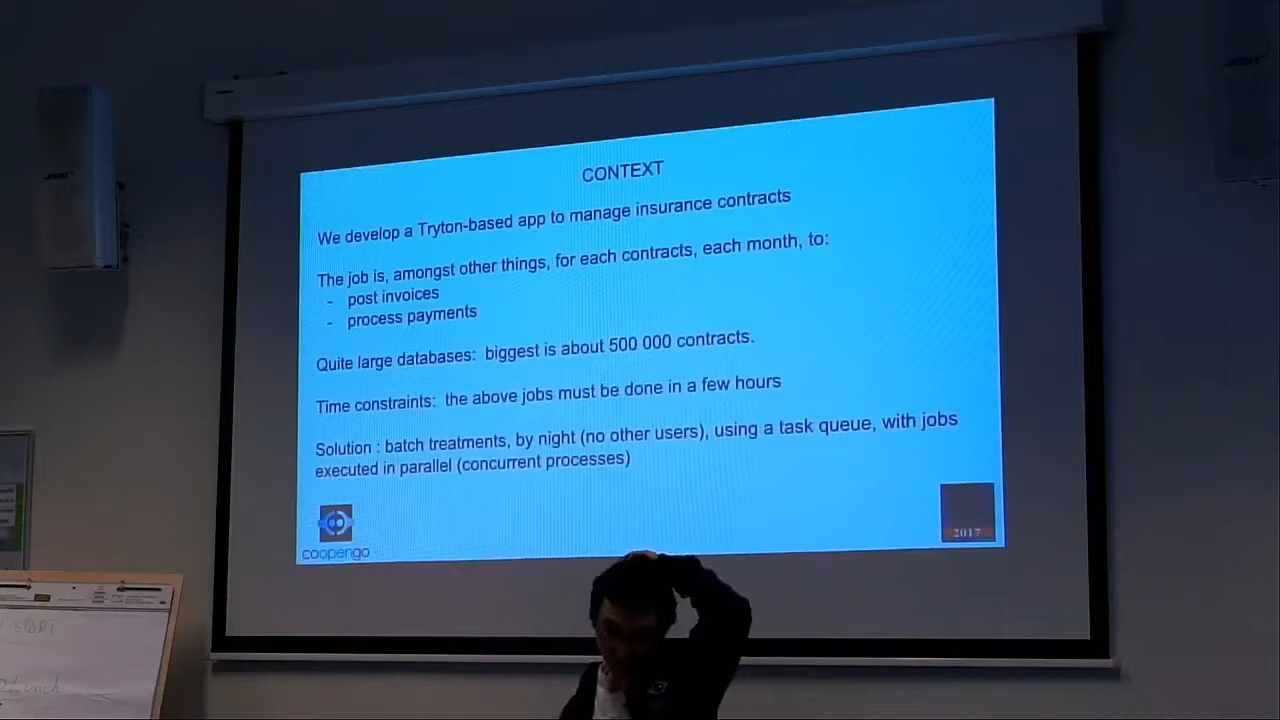 CONTEXT
We develop a Tryton-based app to manage insurance contracts
The job is, amongst other things, for each contracts, each month, to:
- post invoices
- process payments
Quite large databases: biggest is about 500 000 contracts.
Time constraints: the above jobs must be done in a few hours
Solution : batch treatments, by night (no other users), using a task queue, with jobs
executed in parallel (concurrent processes)
coopengo
2017
START
Lunch